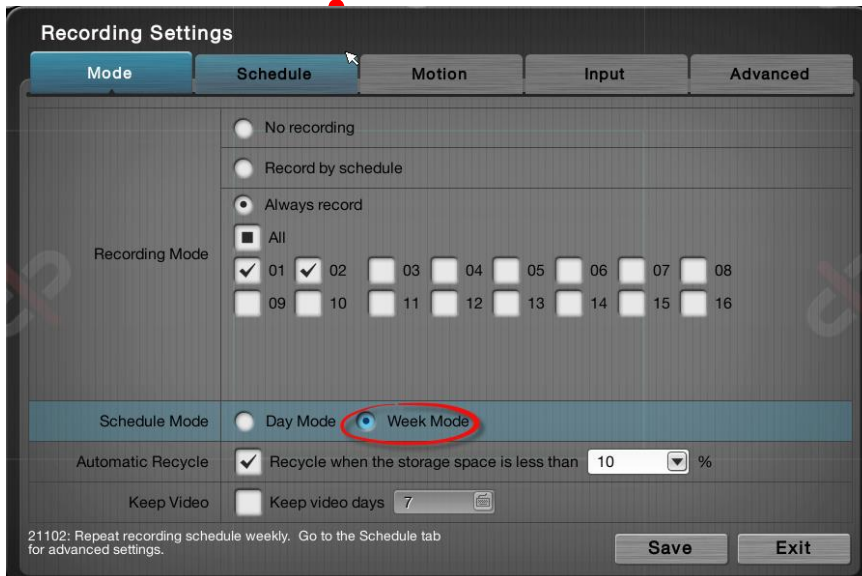 Recording Settings
Mode Schedule Motion Input Advanced
No recording
Record by schedule
Always record
All
Recording Mode
01 02 03 04 05 06 07 08
09 10 11 12 13 14 15 16
Schedule Mode Day Mode Week Mode
Automatic Recycle Recycle when the storage space is less than 10 %
Keep Video Keep video days 7
21102: Repeat recording schedule weekly. Go to the Schedule tab
for advanced settings.
Save Exit